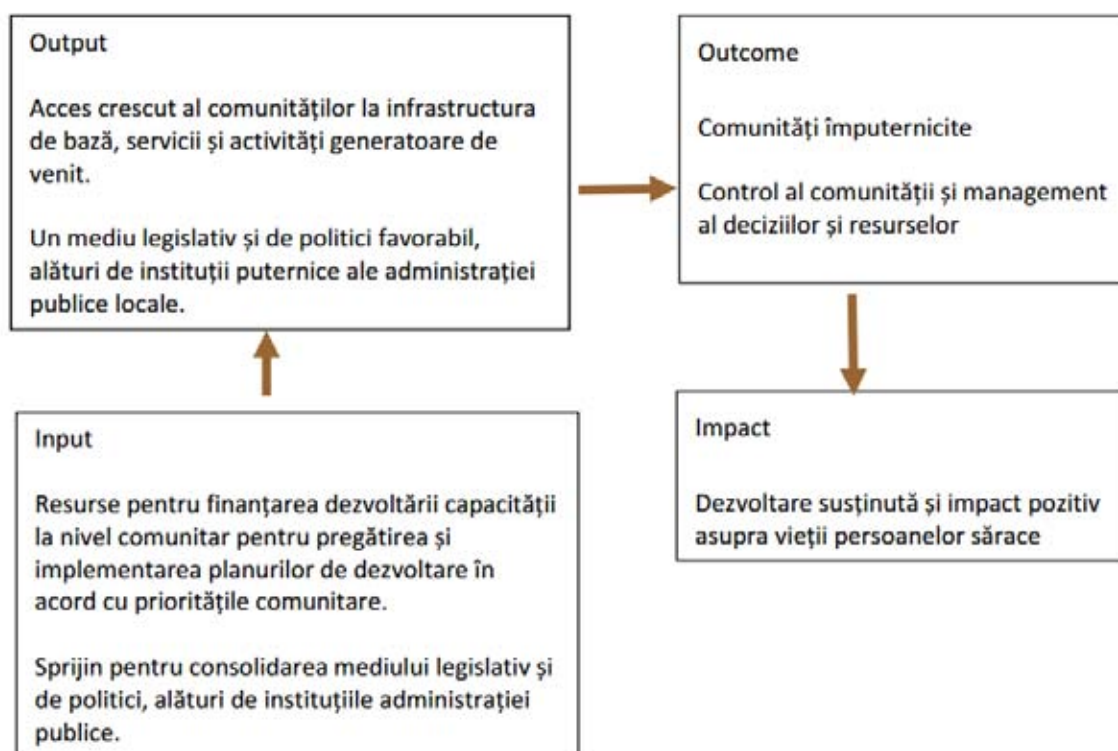 Output
Acces crescut al comunităților la infrastructura
de bază, servicii și activități generatoare de
venit.
Un mediu legislativ și de politici favorabil,
alături de instituții puternice ale administrației
publice locale.
Outcome
Comunități împuternicite
Control al comunității și management
al deciziilor și resurselor
Input
Resurse pentru finanțarea dezvoltării capacității
la nivel comunitar pentru pregătirea și
implementarea planurilor de dezvoltare în
acord cu prioritățile comunitare.
Sprijin pentru consolidarea mediului legislativ și
de politici, alături de instituțiile administrației
publice.
Impact
Dezvoltare susținută și impact pozitiv
asupra vieții persoanelor sărace